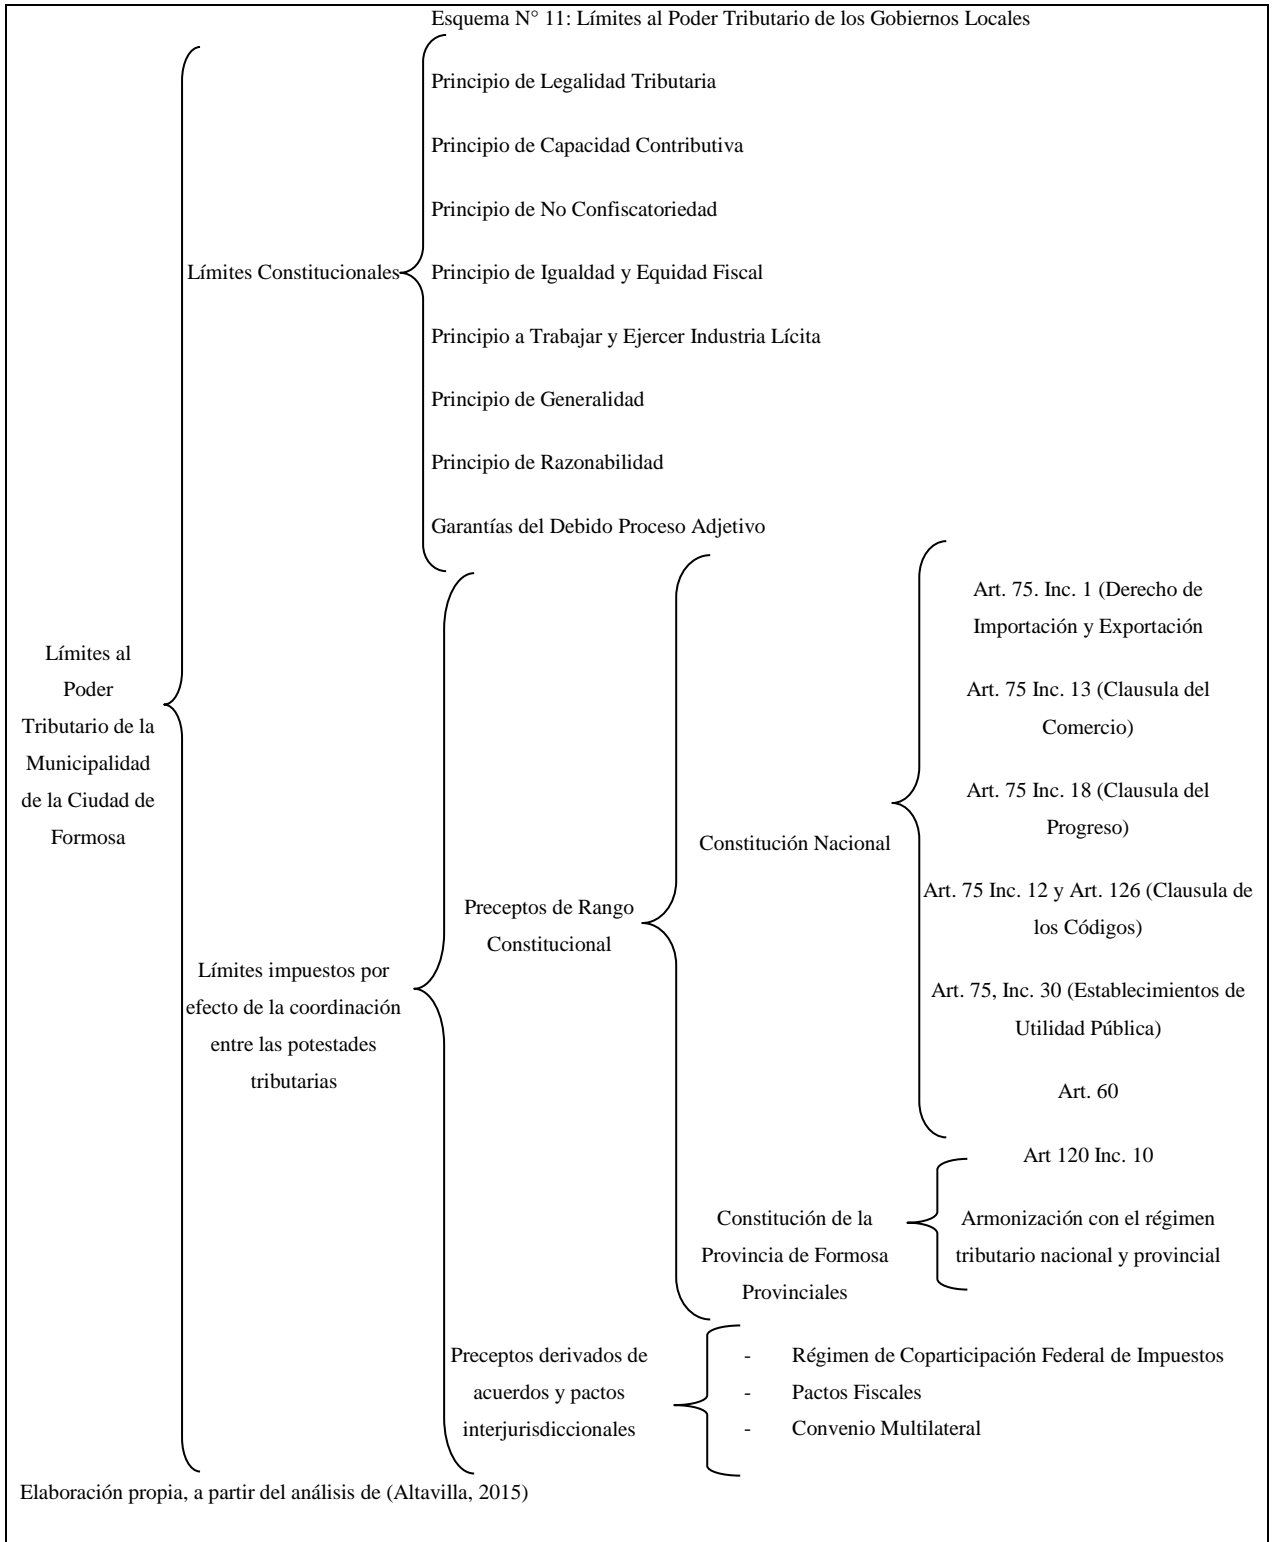 Esquema N° 11: Límites al Poder Tributario de los Gobiernos Locales
Límites al
Poder
Tributario de la
Municipalidad
de la Ciudad de
Formosa
Límites Constitucionales
Principio de Legalidad Tributaria
Principio de Capacidad Contributiva
Principio de No Confiscatoriedad
Principio de Igualdad y Equidad Fiscal
Principio a Trabajar y Ejercer Industria Lícita
Principio de Generalidad
Principio de Razonabilidad
Garantías del Debido Proceso Adjetivo
Límites impuestos por
efecto de la coordinación
entre las potestades
tributarias
Preceptos de Rango
Constitucional
Constitución Nacional
Art. 75. Inc. 1 (Derecho de
Importación y Exportación
Art. 75 Inc. 13 (Clausula del
Comercio)
Art. 75 Inc. 18 (Clausula del
Progreso)
Art. 75 Inc. 12 y Art. 126 (Clausula de
los Códigos)
Art. 75, Inc. 30 (Establecimientos de
Utilidad Pública)
Art. 60
Constitución de la
Provincia de Formosa
Provinciales
Art 120 Inc. 10
Armonización con el régimen
tributario nacional y provincial
Preceptos derivados de
acuerdos y pactos
interjurisdiccionales
- Régimen de Coparticipación Federal de Impuestos
- Pactos Fiscales
- Convenio Multilateral
Elaboración propia, a partir del análisis de (Altavilla, 2015)